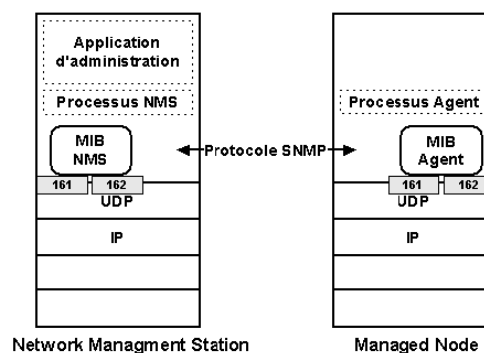 Application
d'administration
Processus NMS
MIB
NMS
161 162
UDP
IP
Network Managment Station
Protocole SNMP
Processus Agent
MIB
Agent
161 162
UDP
IP
Managed Node